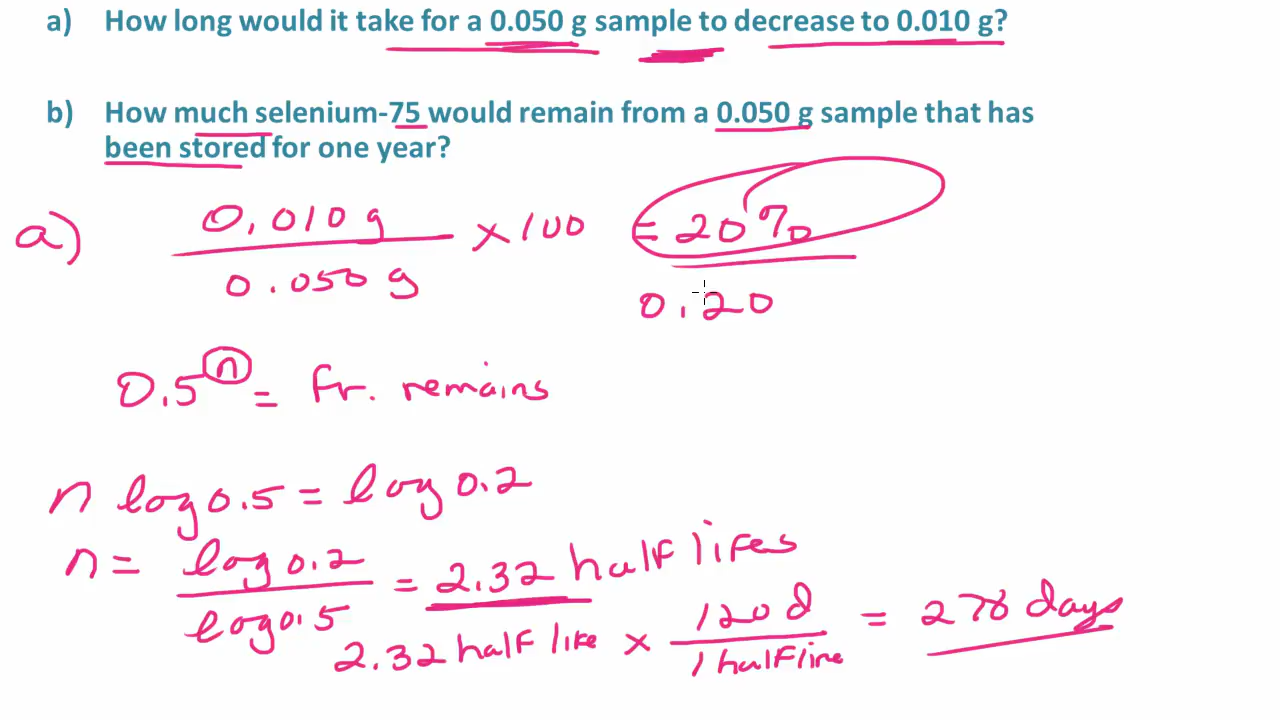 a) How long would it take for a 0.050 g sample to decrease to 0.010 g?
b) How much selenium-75 would remain from a 0.050 g sample that has
been stored for one year?
a) 0.010 g
0.050 g
x 100 = 20%
0.20
0.5^n = Fr. remains
n log 0.5 = log 0.2
n = log 0.2
log 0.5
= 2.32 half lifes
2.32 half like x 120 d
1 half line
= 278 days